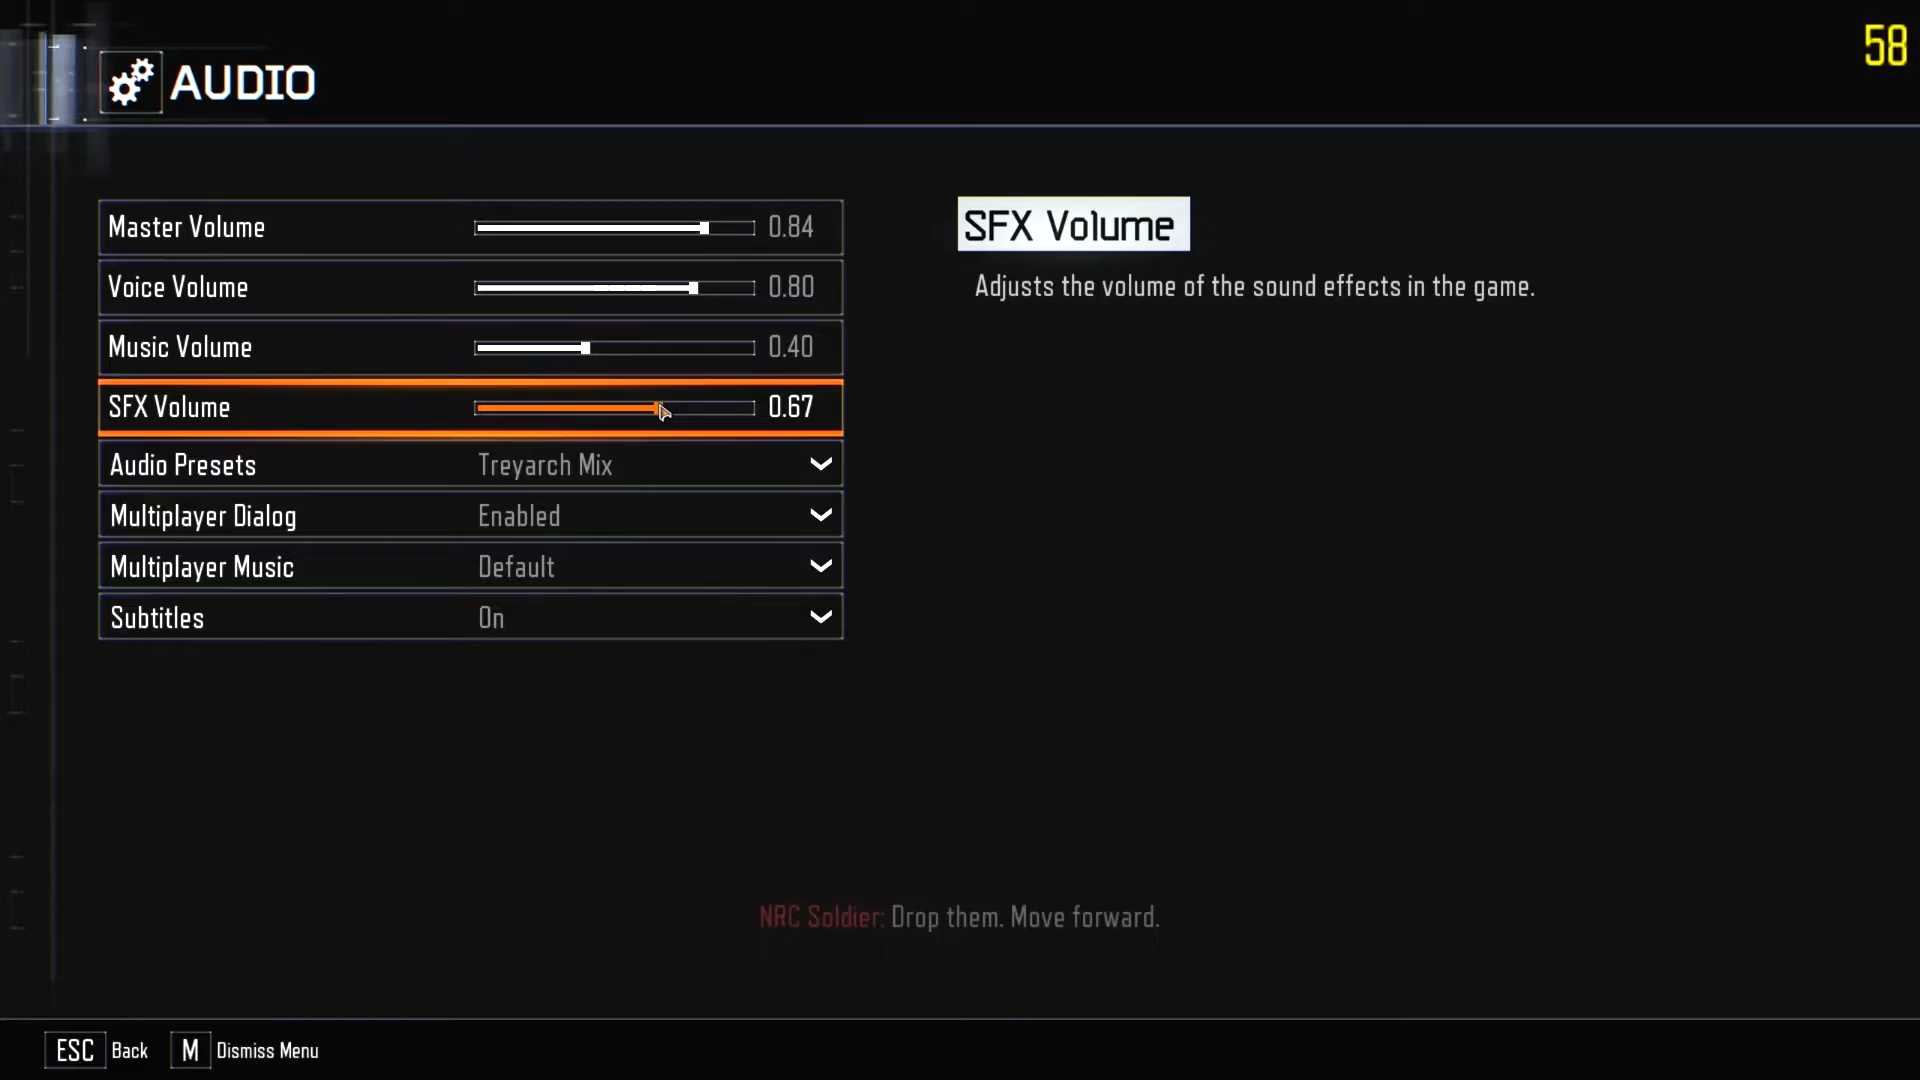 58
AUDIO
Master Volume 0.84
Voice Volume 0.80
Music Volume 0.40
SFX Volume 0.67
Audio Presets Treyarch Mix
Multiplayer Dialog Enabled
Multiplayer Music Default
Subtitles On
SFX Volume
Adjusts the volume of the sound effects in the game.
NRC Soldier: Drop them. Move forward.
ESC Back M Dismiss Menu